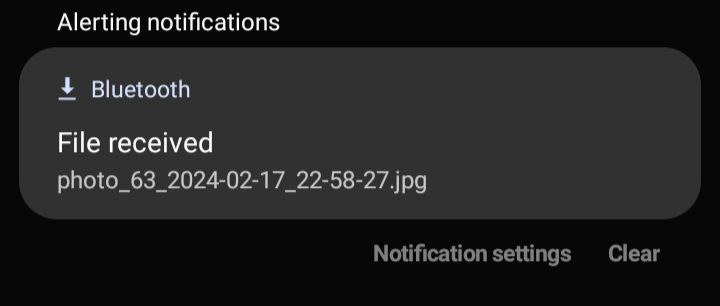 Alerting notifications
Bluetooth
File received
photo_63_2024-02-17_22-58-27.jpg
Notification settings Clear